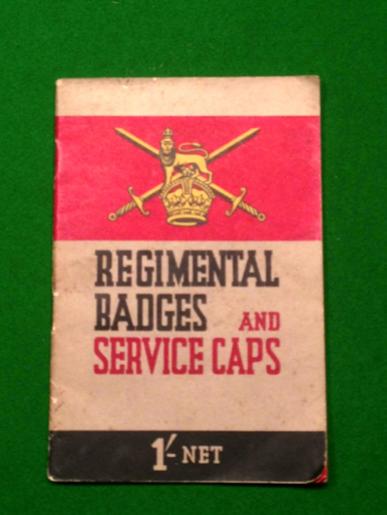 REGIMENTAL
BADGES AND
SERVICE CAPS
1/- NET